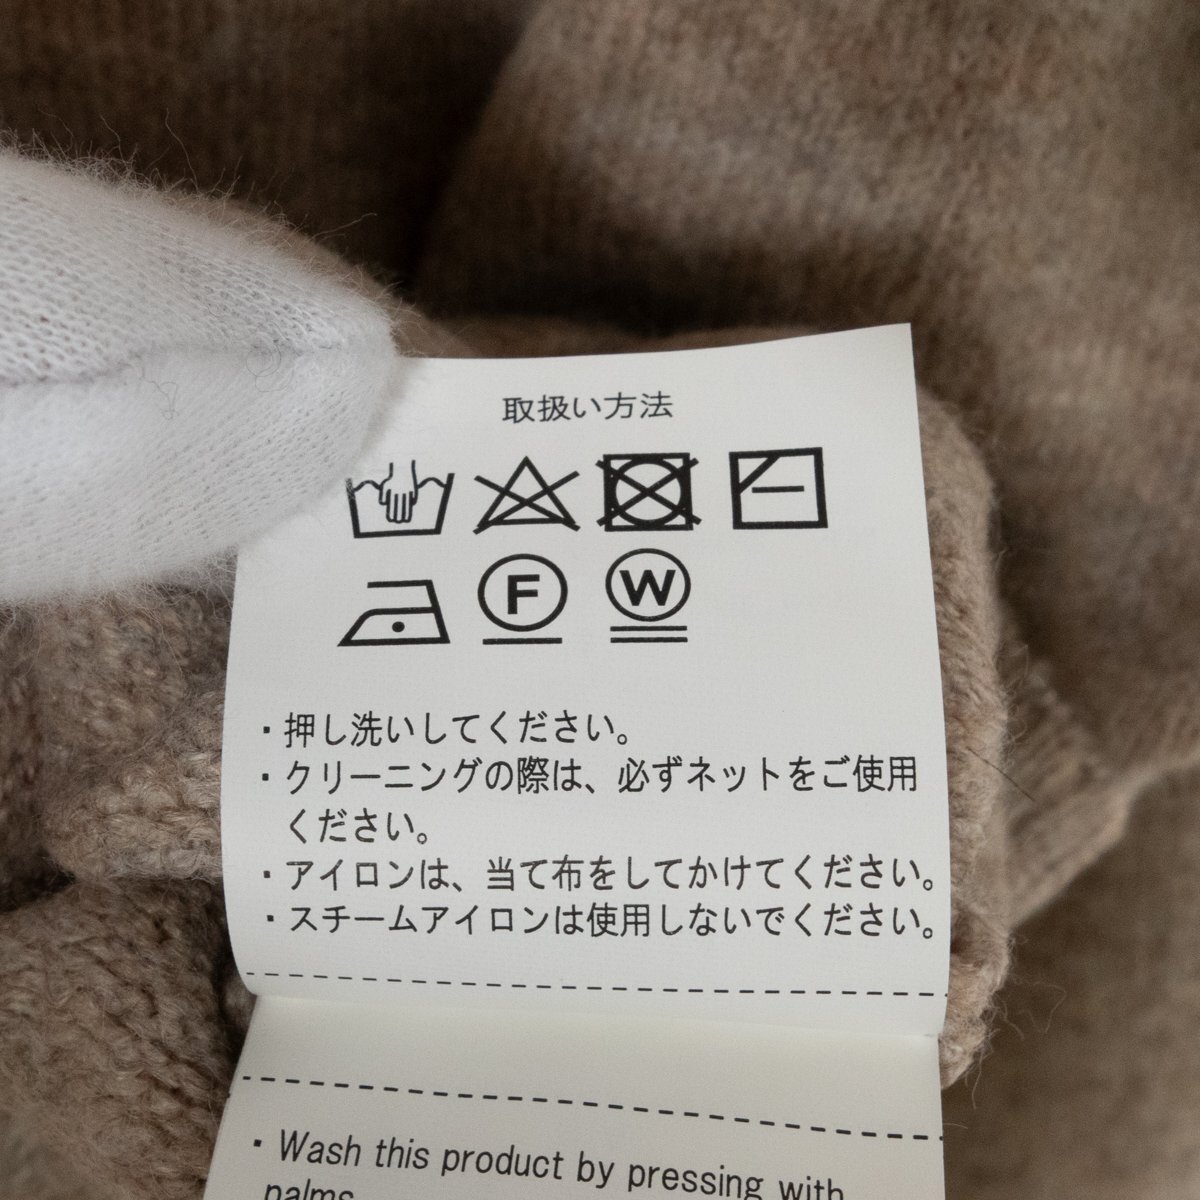 取扱い方法
F W
・押し洗いしてください。
・クリーニングの際は、必ずネットをご使用
ください。
・アイロンは、当て布をしてかけてください。
・スチームアイロンは使用しないでください。
・Wash this product by pressing with
palms.